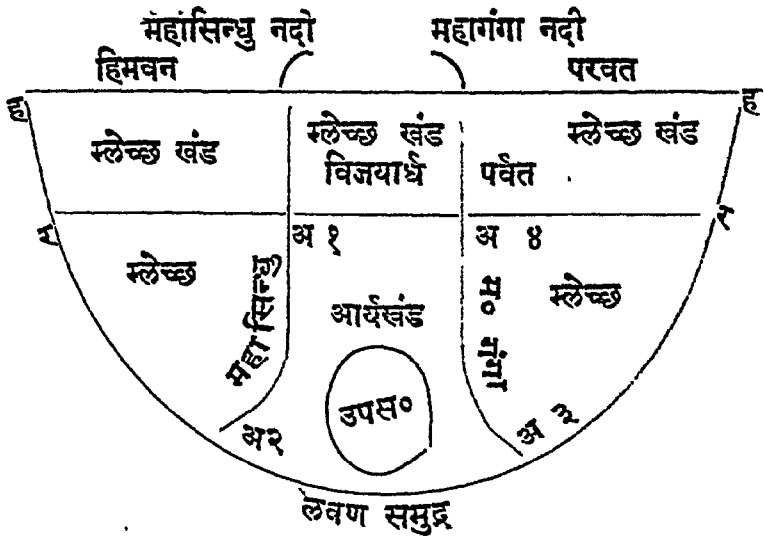 महासिन्धु नदो महागंगा नदी
हिमवन परवत
म्लेच्छ खंड म्लेच्छ खंड म्लेच्छ खंड
विजयार्ध पर्वत
अ १ अ ४
म्लेच्छ महासिन्धु म० गंगा म्लेच्छ
आर्यखंड
उपस०
अ२ अ ३
लवण समुद्र